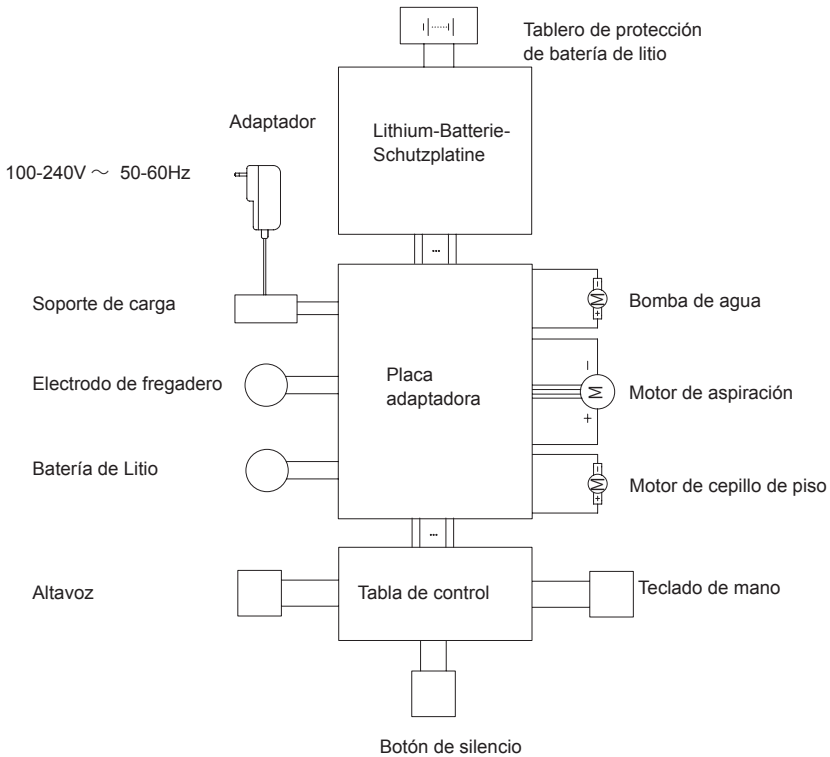 Tablero de protección
de batería de litio
Adaptador
Lithium-Batterie-
Schutzplatine
100-240V ～ 50-60Hz
...
Soporte de carga
M
Bomba de agua
Electrodo de fregadero
Placa
adaptadora
M
Motor de aspiración
Batería de Litio
M
Motor de cepillo de piso
...
Altavoz
Tabla de control
Teclado de mano
Botón de silencio